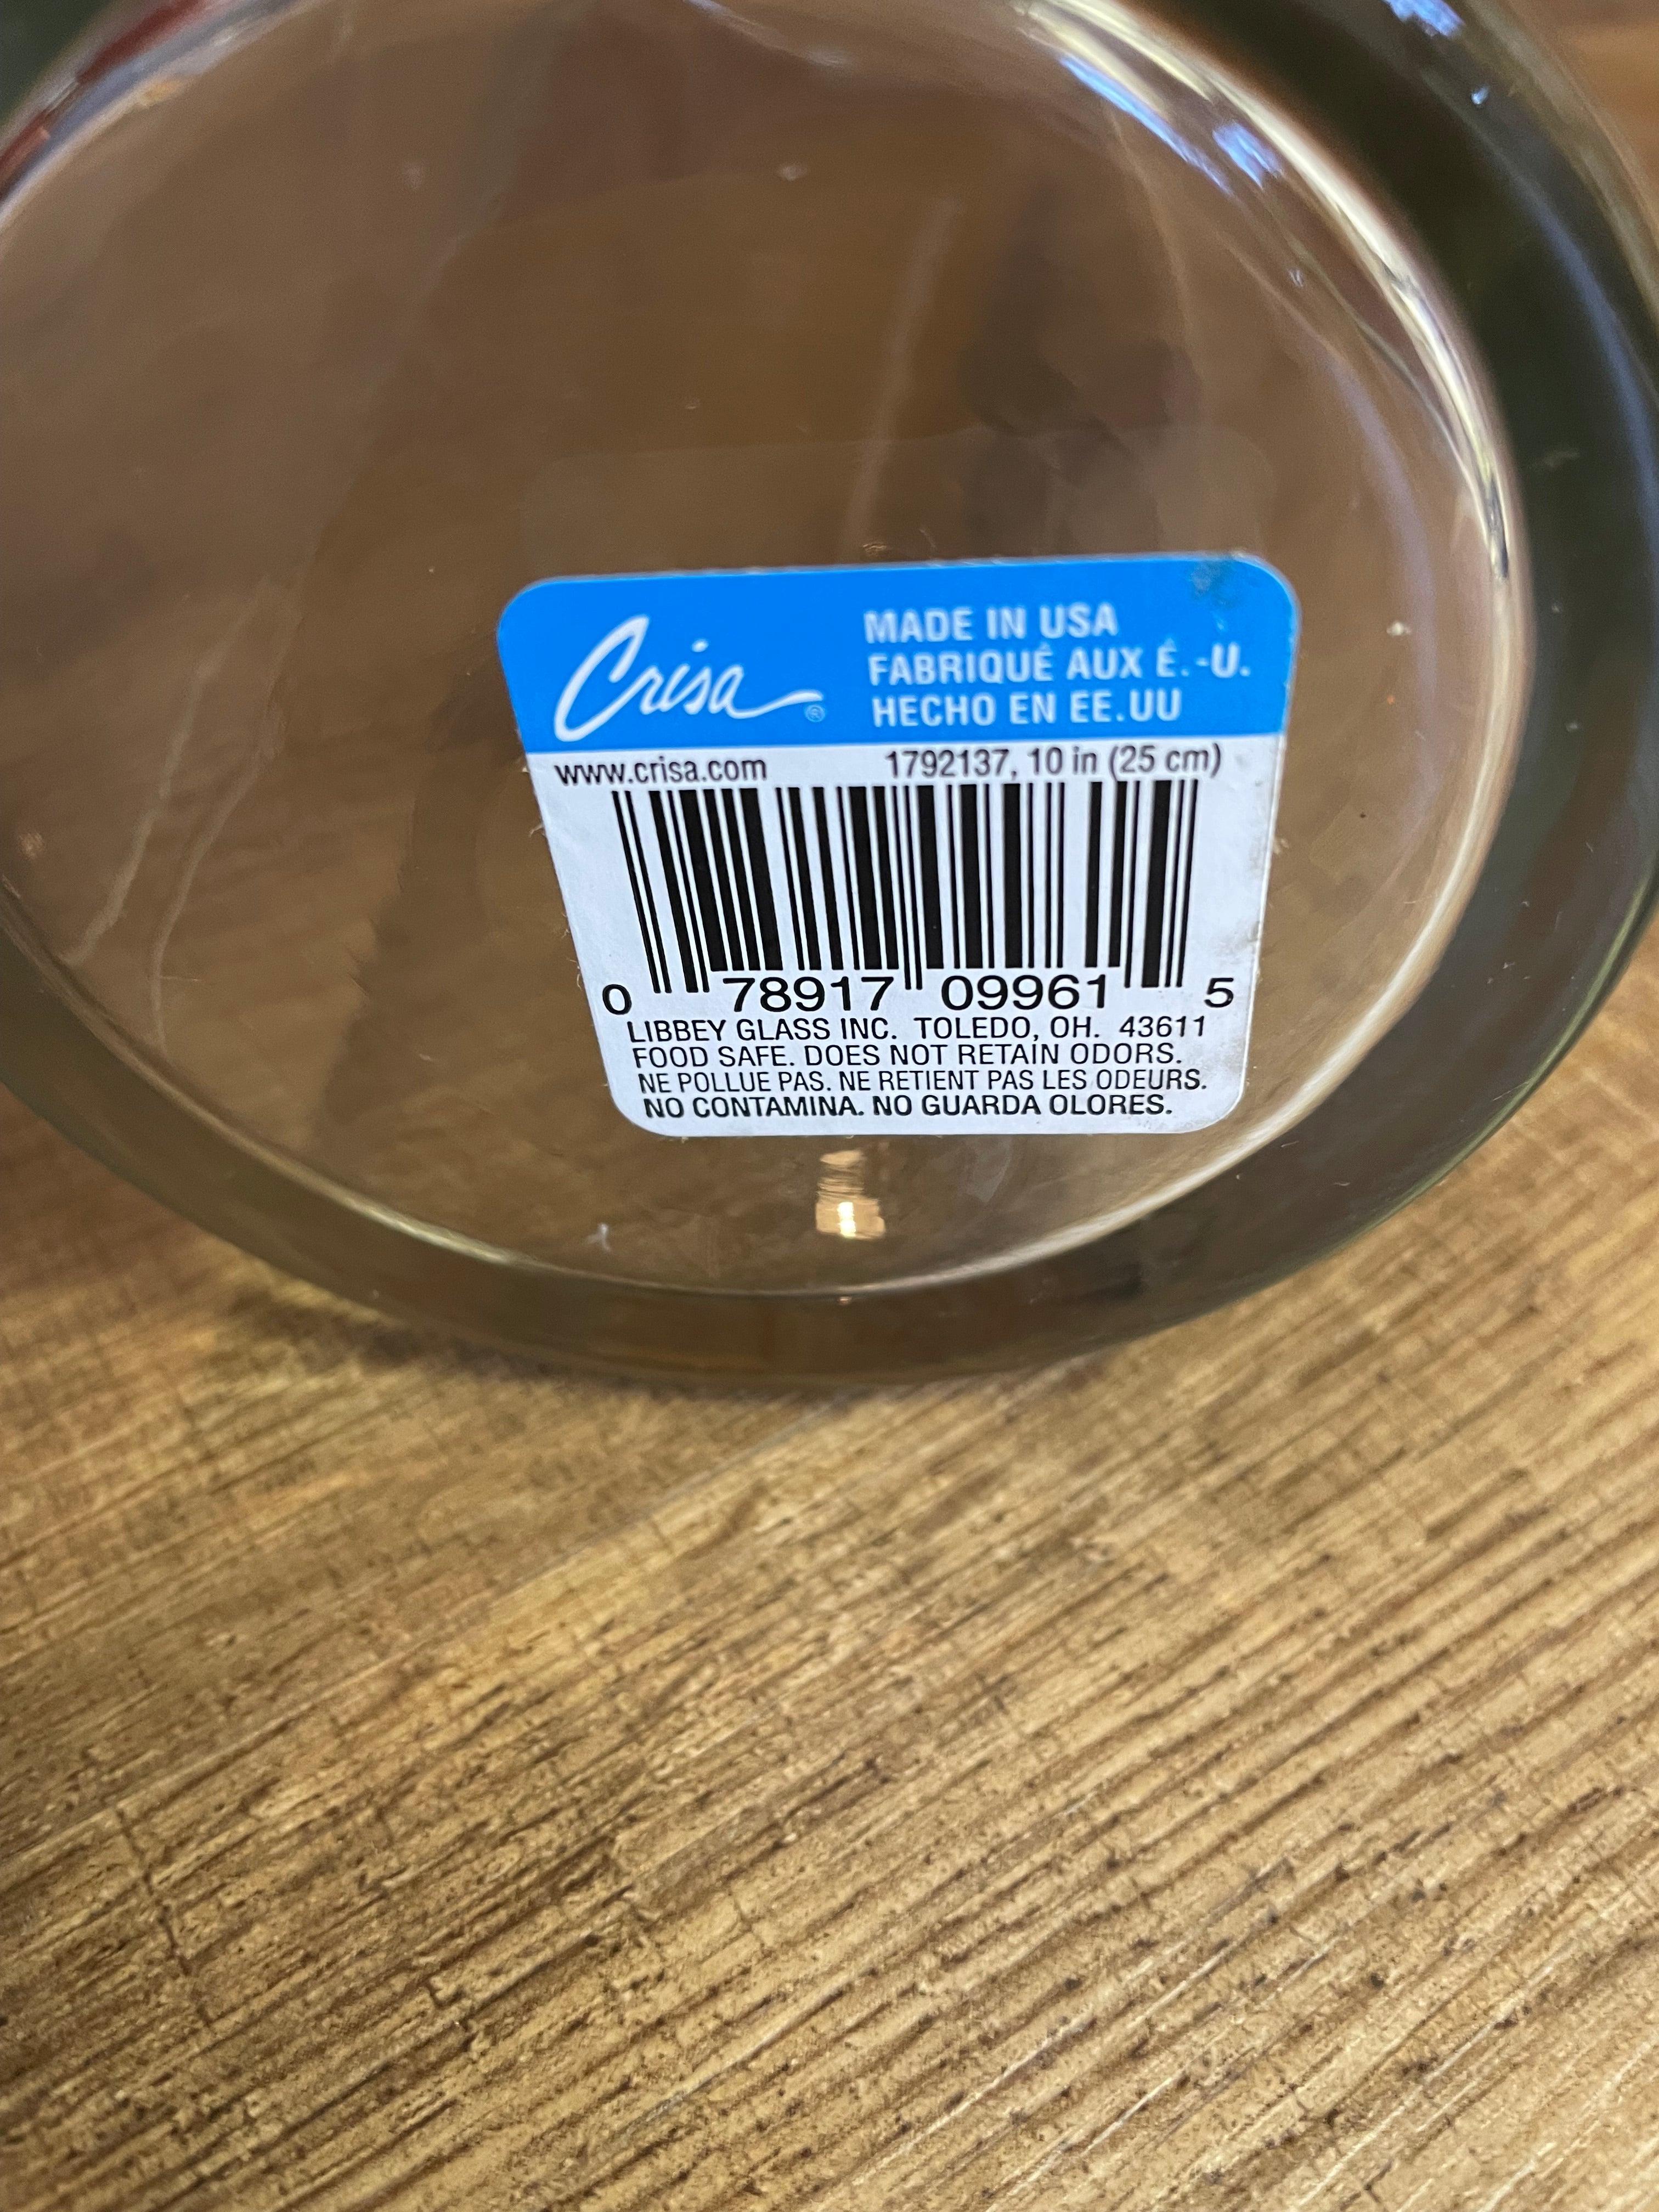 Crisa®
MADE IN USA
FABRIQUÉ AUX É.-U.
HECHO EN EE.UU
www.crisa.com 1792137, 10 in (25 cm)
0 78917 09961 5
LIBBEY GLASS INC. TOLEDO, OH. 43611
FOOD SAFE. DOES NOT RETAIN ODORS.
NE POLLUE PAS. NE RETIENT PAS LES ODEURS.
NO CONTAMINA. NO GUARDA OLORES.